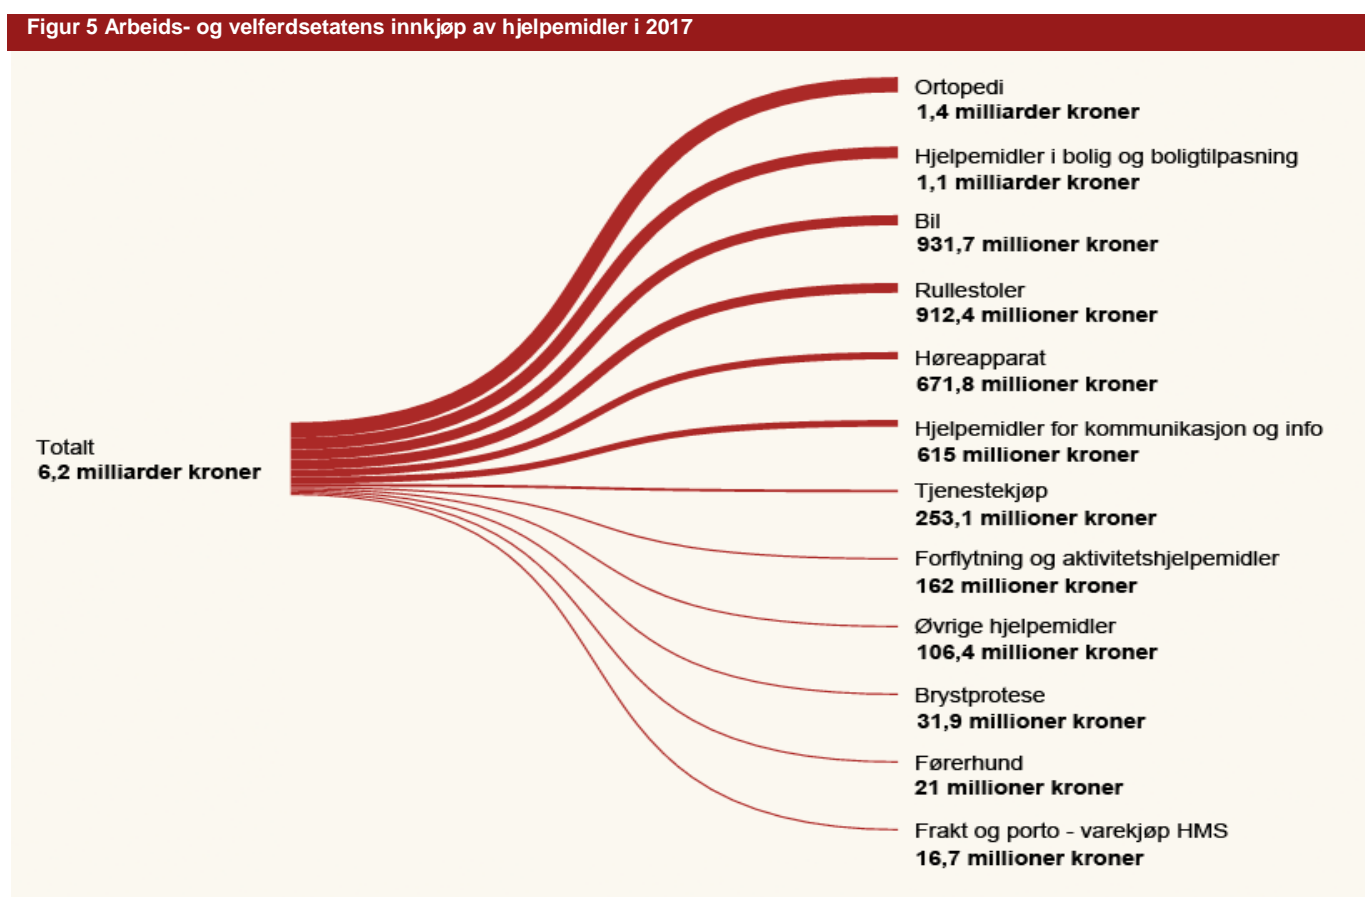 Figur 5 Arbeids- og velferdsetatens innkjøp av hjelpemidler i 2017
Totalt
6,2 milliarder kroner
Ortopedi
1,4 milliarder kroner
Hjelpemidler i bolig og boligtilpasning
1,1 milliarder kroner
Bil
931,7 millioner kroner
Rullestoler
912,4 millioner kroner
Høreapparat
671,8 millioner kroner
Hjelpemidler for kommunikasjon og info
615 millioner kroner
Tjenestekjøp
253,1 millioner kroner
Forflytning og aktivitetshjelpemidler
162 millioner kroner
Øvrige hjelpemidler
106,4 millioner kroner
Brystprotese
31,9 millioner kroner
Førerhund
21 millioner kroner
Frakt og porto - varekjøp HMS
16,7 millioner kroner